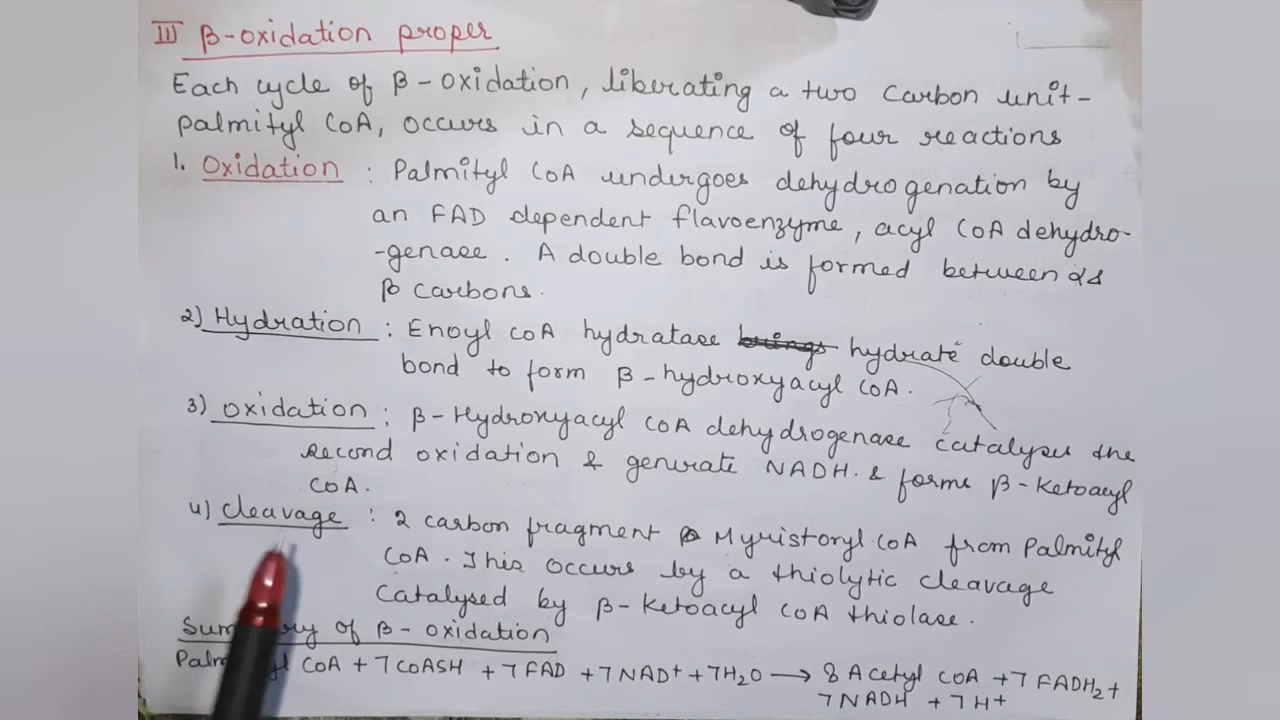 III β-oxidation proper
Each cycle of β-oxidation, liberating a two carbon unit-
palmityl CoA, occurs in a sequence of four reactions
1. Oxidation : Palmityl CoA undergoes dehydrogenation by
an FAD dependent flavoenzyme, acyl CoA dehydro-
-genase. A double bond is formed between α &
β carbons.
2) Hydration : Enoyl CoA hydratase hydrate double
bond to form β-hydroxyacyl CoA.
3) Oxidation : β-Hydroxyacyl CoA dehydrogenase catalyses the
second oxidation & generate NADH. & forms β-Ketoacyl
CoA.
4) Cleavage : 2 carbon fragment Myristoryl CoA from Palmityl
CoA. This occurs by a thiolytic cleavage
Catalysed by β-Ketoacyl CoA thiolase.
Summary of β-oxidation
CoA + 7COASH + 7 FAD + 7 NAD⁺ + 7H₂O → 8 Acetyl CoA + 7 FADH₂ +
7 NADH + 7 H⁺